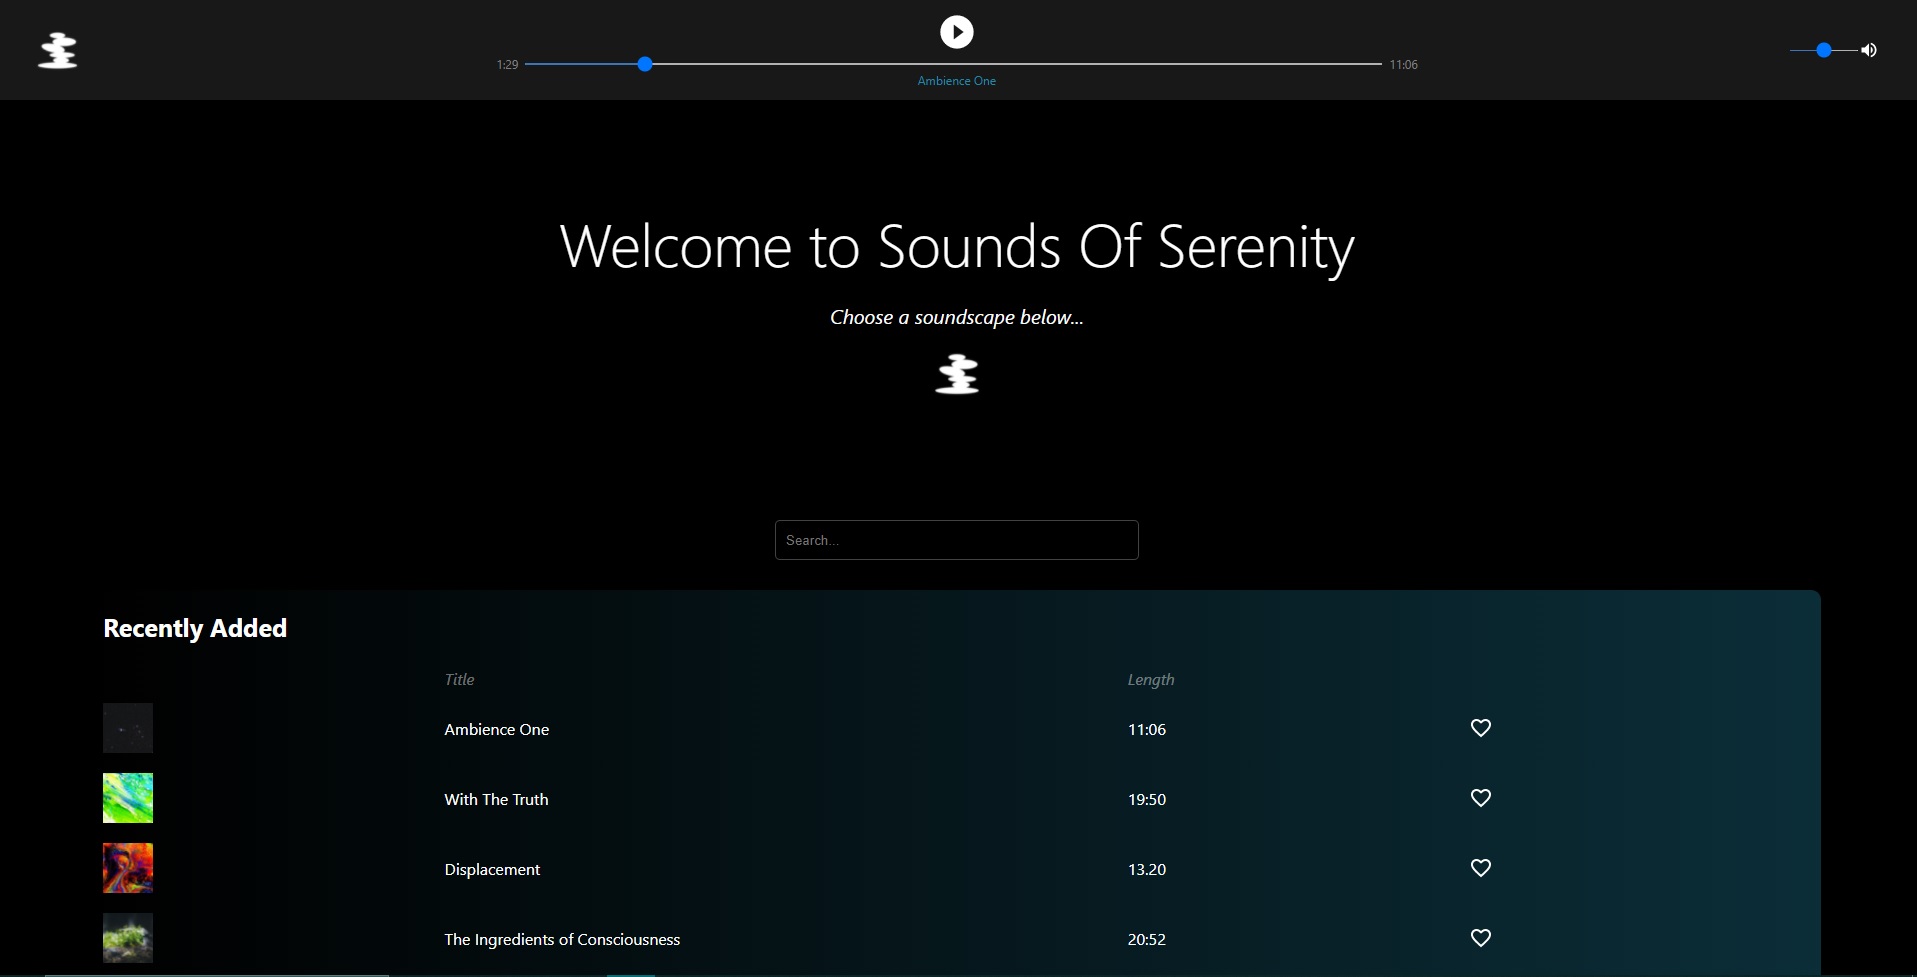 1:29
11:06
Ambience One
Welcome to Sounds Of Serenity
Choose a soundscape below...
Search...
Recently Added
Title Length
Ambience One 11:06
With The Truth 19:50
Displacement 13.20
The Ingredients of Consciousness 20:52